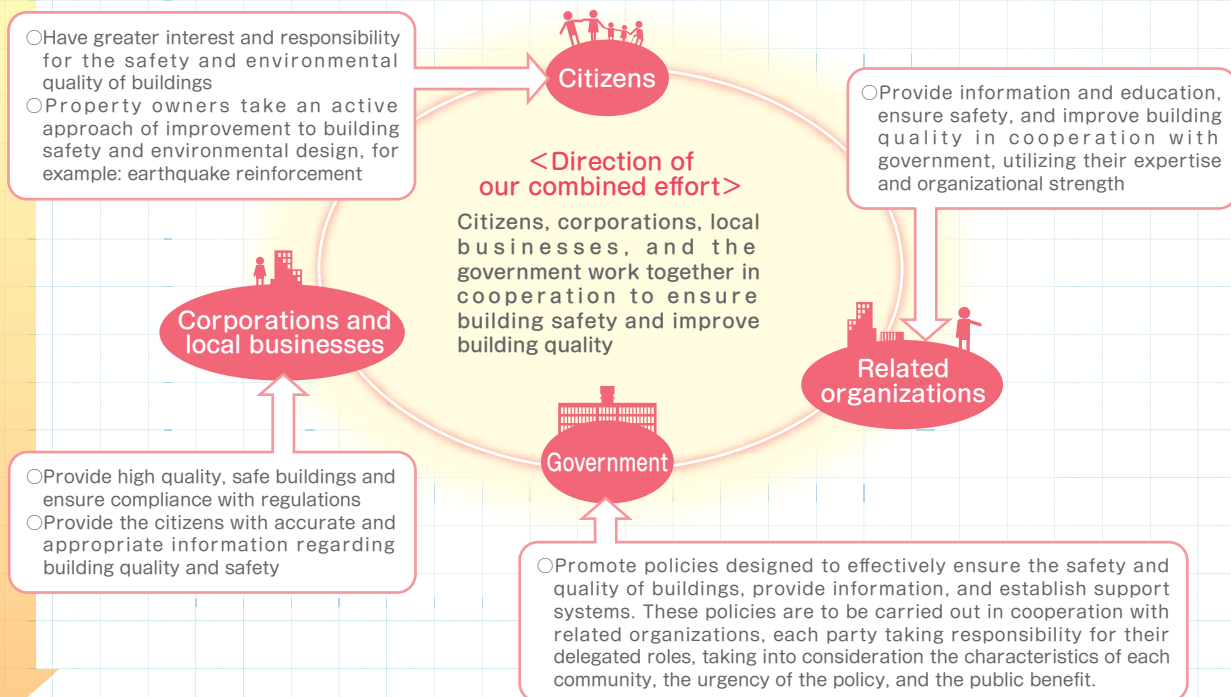 ○Have greater interest and responsibility
for the safety and environmental
quality of buildings
○Property owners take an active
approach of improvement to building
safety and environmental design, for
example: earthquake reinforcement
Citizens
○Provide information and education,
ensure safety, and improve building
quality in cooperation with
government, utilizing their expertise
and organizational strength
<Direction of
our combined effort>
Citizens, corporations, local
businesses, and the
government work together in
cooperation to ensure
building safety and improve
building quality
Corporations and
local businesses
Related
organizations
Government
○Provide high quality, safe buildings and
ensure compliance with regulations
○Provide the citizens with accurate and
appropriate information regarding
building quality and safety
○Promote policies designed to effectively ensure the safety and
quality of buildings, provide information, and establish support
systems. These policies are to be carried out in cooperation with
related organizations, each party taking responsibility for their
delegated roles, taking into consideration the characteristics of each
community, the urgency of the policy, and the public benefit.